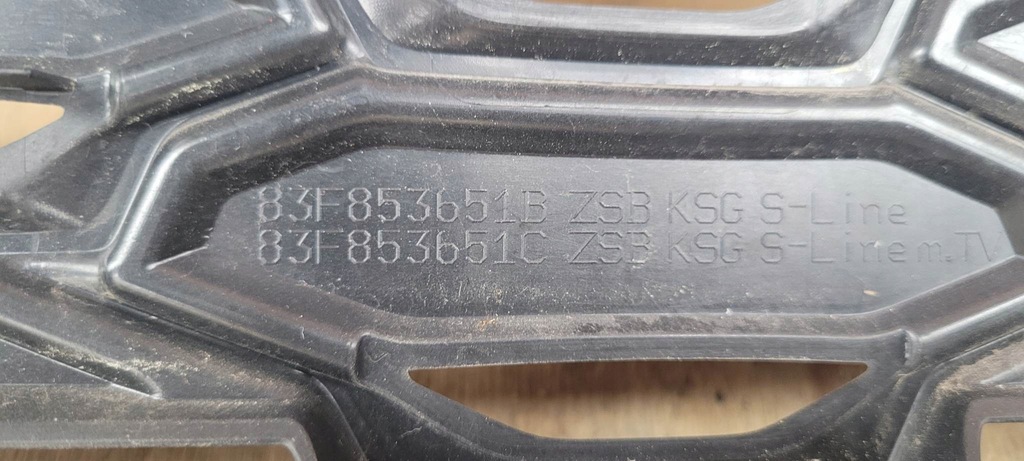 83F853651B ZSB KSG S-Line
83F853651C ZSB KSG S-Line m.TV